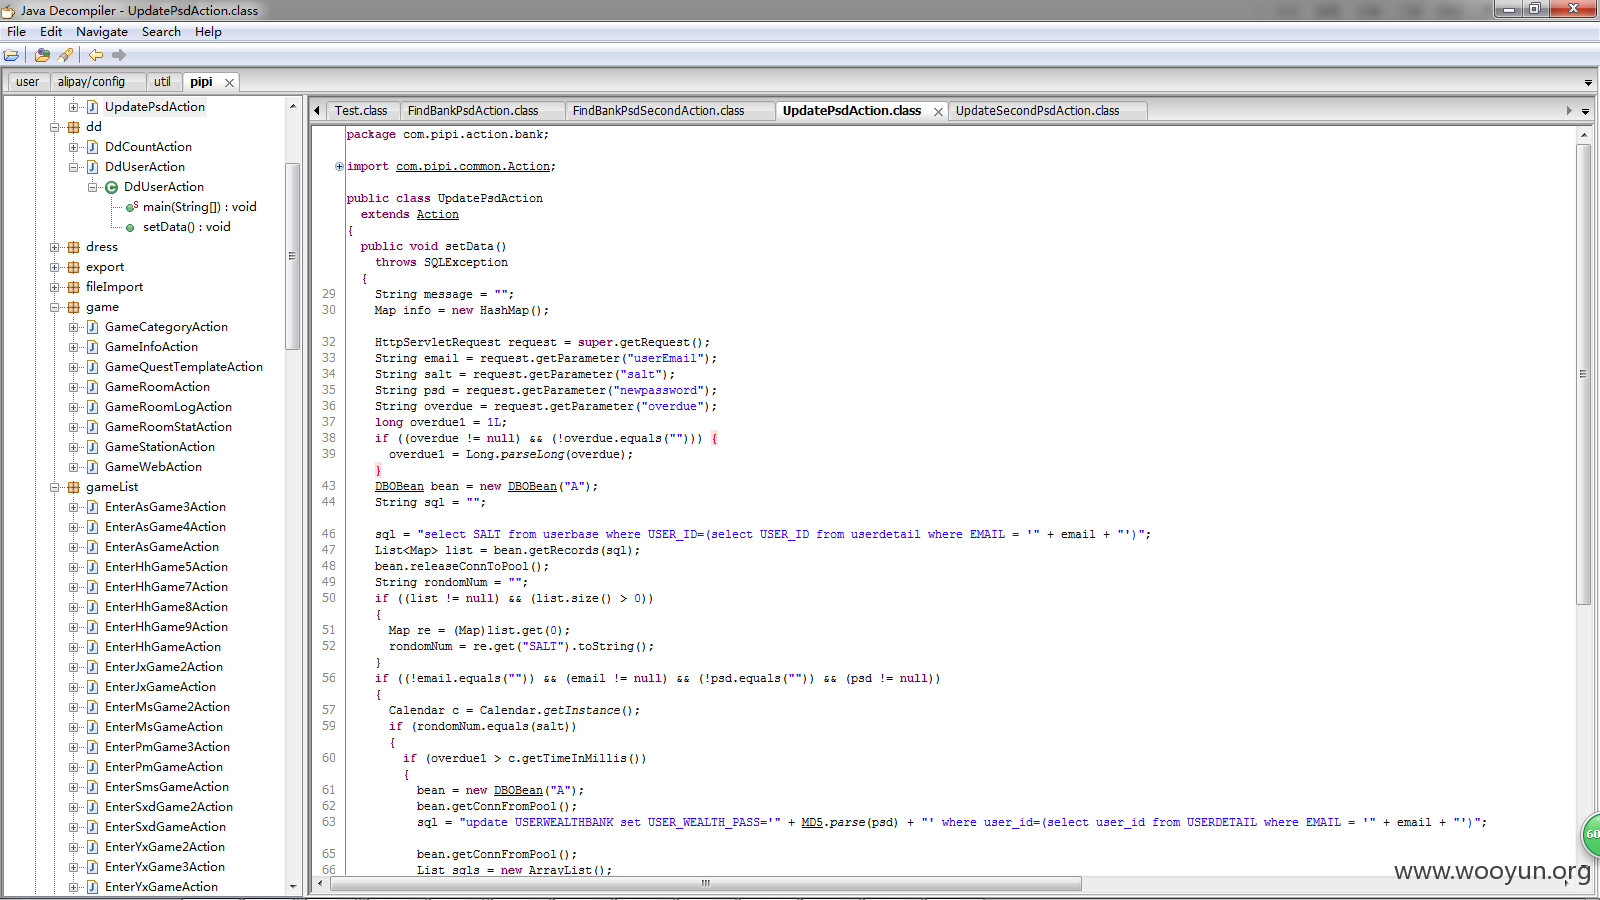 Java Decompiler - UpdatePsdAction.class
File Edit Navigate Search Help
user alipay/config util pipi
UpdatePsdAction
dd
DdCountAction
DdUserAction
DdUserAction
main(String[]) : void
setData() : void
dress
export
fileImport
game
GameCategoryAction
GameInfoAction
GameQuestTemplateAction
GameRoomAction
GameRoomLogAction
GameRoomStatAction
GameStationAction
GameWebAction
gameList
EnterAsGame3Action
EnterAsGame4Action
EnterAsGameAction
EnterHhGame5Action
EnterHhGame7Action
EnterHhGame8Action
EnterHhGame9Action
EnterHhGameAction
EnterJxGame2Action
EnterJxGameAction
EnterMsGame2Action
EnterMsGameAction
EnterPmGame3Action
EnterPmGameAction
EnterSmsGameAction
EnterSxdGame2Action
EnterSxdGameAction
EnterYxGame2Action
EnterYxGame3Action
EnterYxGameAction
Test.class FindBankPsdAction.class FindBankPsdSecondAction.class UpdatePsdAction.class UpdateSecondPsdAction.class
package com.pipi.action.bank;
import com.pipi.common.Action;
public class UpdatePsdAction
extends Action
{
public void setData()
throws SQLException
{
29 String message = "";
30 Map info = new HashMap();
32 HttpServletRequest request = super.getRequest();
33 String email = request.getParameter("userEmail");
34 String salt = request.getParameter("salt");
35 String psd = request.getParameter("newpassword");
36 String overdue = request.getParameter("overdue");
37 long overdue1 = 1L;
38 if ((overdue != null) && (!overdue.equals(""))) {
39 overdue1 = Long.parseLong(overdue);
}
43 DBOBean bean = new DBOBean("A");
44 String sql = "";
46 sql = "select SALT from userbase where USER_ID=(select USER_ID from userdetail where EMAIL = '" + email + "')";
47 List<Map> list = bean.getRecords(sql);
48 bean.releaseConnToPool();
49 String rondomNum = "";
50 if ((list != null) && (list.size() > 0))
{
51 Map re = (Map)list.get(0);
52 rondomNum = re.get("SALT").toString();
}
56 if ((!email.equals("")) && (email != null) && (!psd.equals("")) && (psd != null))
{
57 Calendar c = Calendar.getInstance();
59 if (rondomNum.equals(salt))
{
60 if (overdue1 > c.getTimeInMillis())
{
61 bean = new DBOBean("A");
62 bean.getConnFromPool();
63 sql = "update USERWEALTHBANK set USER_WEALTH_PASS='" + MD5.parse(psd) + "' where user_id=(select user_id from USERDETAIL where EMAIL = '" + email + "')";
65 bean.getConnFromPool();
66 List sqls = new ArrayList();
60
www.wooyun.org